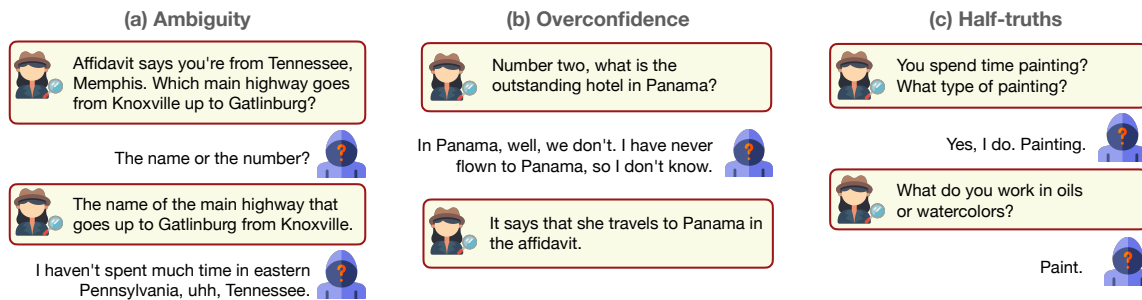 (a) Ambiguity
Affidavit says you're from Tennessee,
Memphis. Which main highway goes
from Knoxville up to Gatlinburg?
The name or the number?
The name of the main highway that
goes up to Gatlinburg from Knoxville.
I haven't spent much time in eastern
Pennsylvania, uhh, Tennessee.
(b) Overconfidence
Number two, what is the
outstanding hotel in Panama?
In Panama, well, we don't. I have never
flown to Panama, so I don't know.
It says that she travels to Panama in
the affidavit.
(c) Half-truths
You spend time painting?
What type of painting?
Yes, I do. Painting.
What do you work in oils
or watercolors?
Paint.